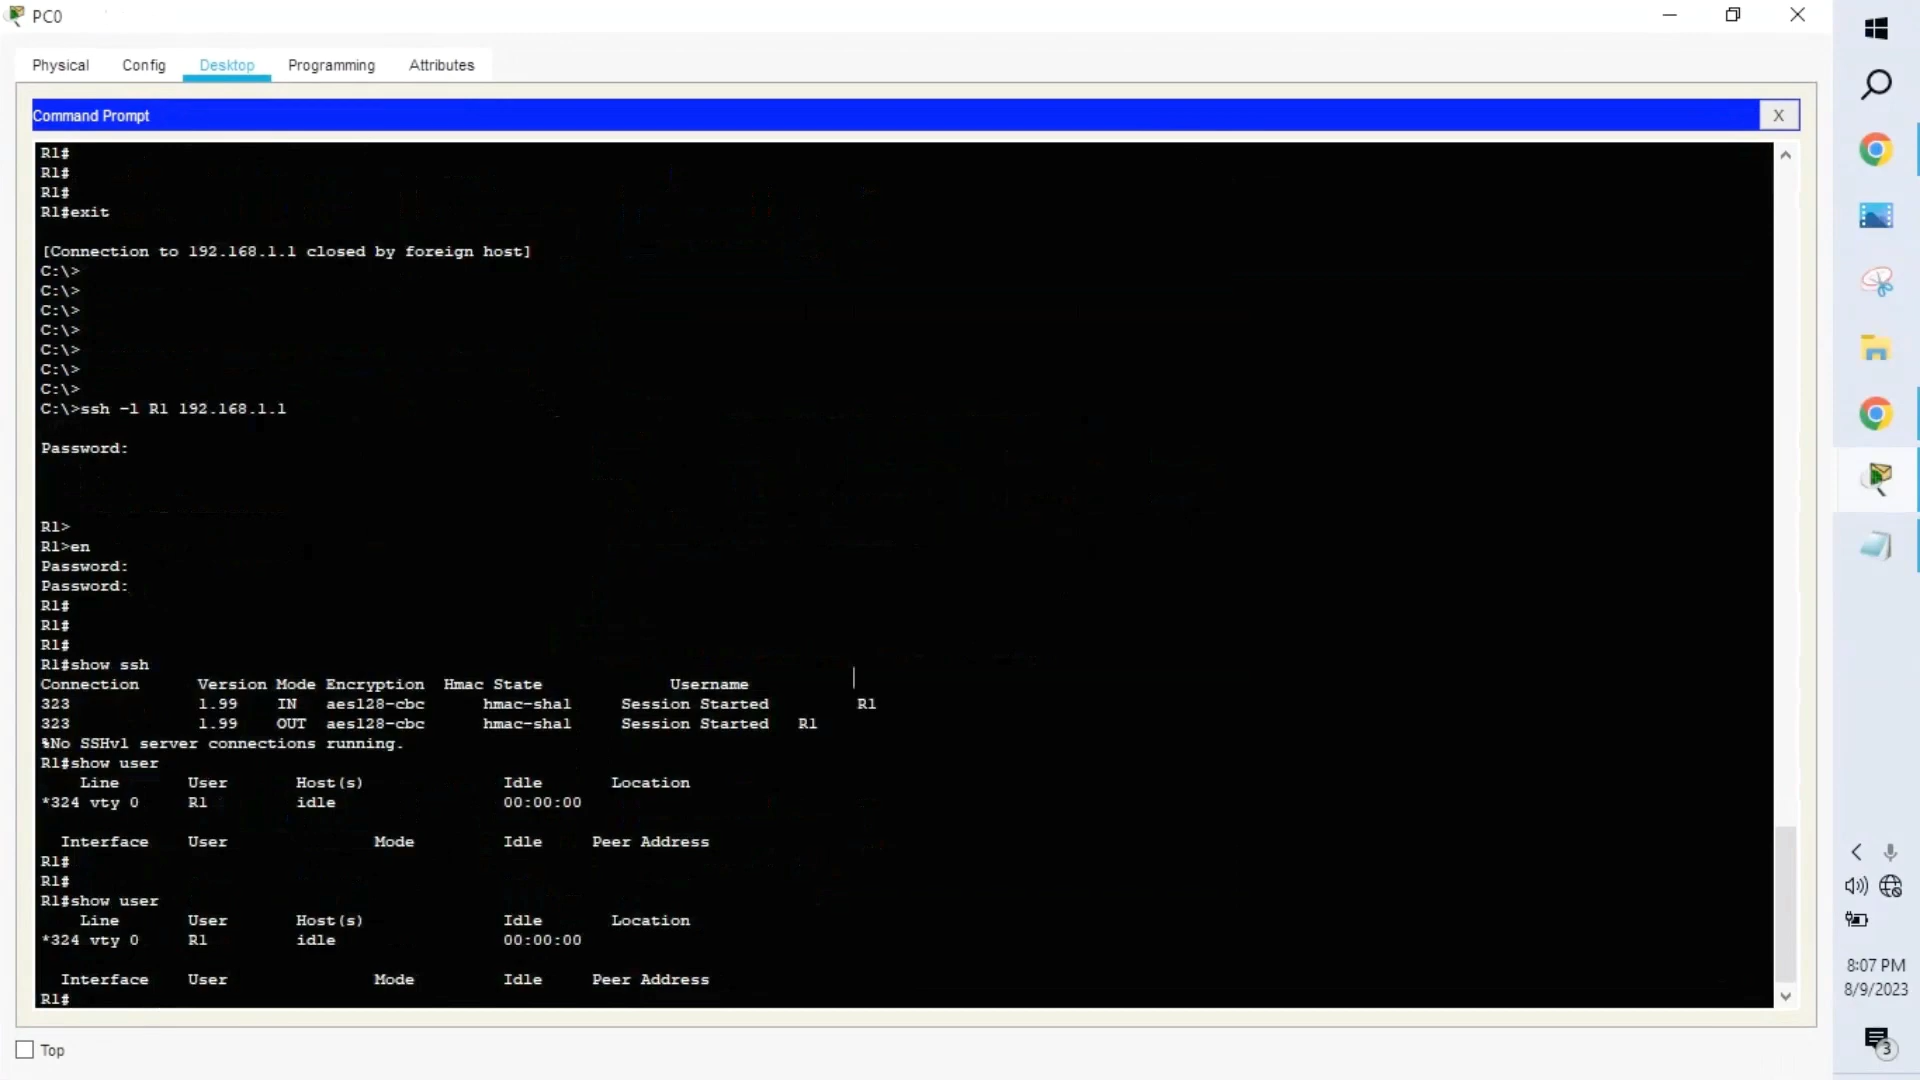 PC0
Physical Config Desktop Programming Attributes
Command Prompt X
R1#
R1#
R1#
R1#exit
[Connection to 192.168.1.1 closed by foreign host]
C:\>
C:\>
C:\>
C:\>
C:\>
C:\>
C:\>
C:\>ssh -l R1 192.168.1.1
Password:
R1>
R1>en
Password:
Password:
R1#
R1#
R1#
R1#show ssh
Connection Version Mode Encryption Hmac State Username
323 1.99 IN aes128-cbc hmac-sha1 Session Started R1
323 1.99 OUT aes128-cbc hmac-sha1 Session Started R1
%No SSHv1 server connections running.
R1#show user
Line User Host(s) Idle Location
*324 vty 0 R1 idle 00:00:00
Interface User Mode Idle Peer Address
R1#
R1#
R1#show user
Line User Host(s) Idle Location
*324 vty 0 R1 idle 00:00:00
Interface User Mode Idle Peer Address
R1#
Top
8:07 PM
8/9/2023
3